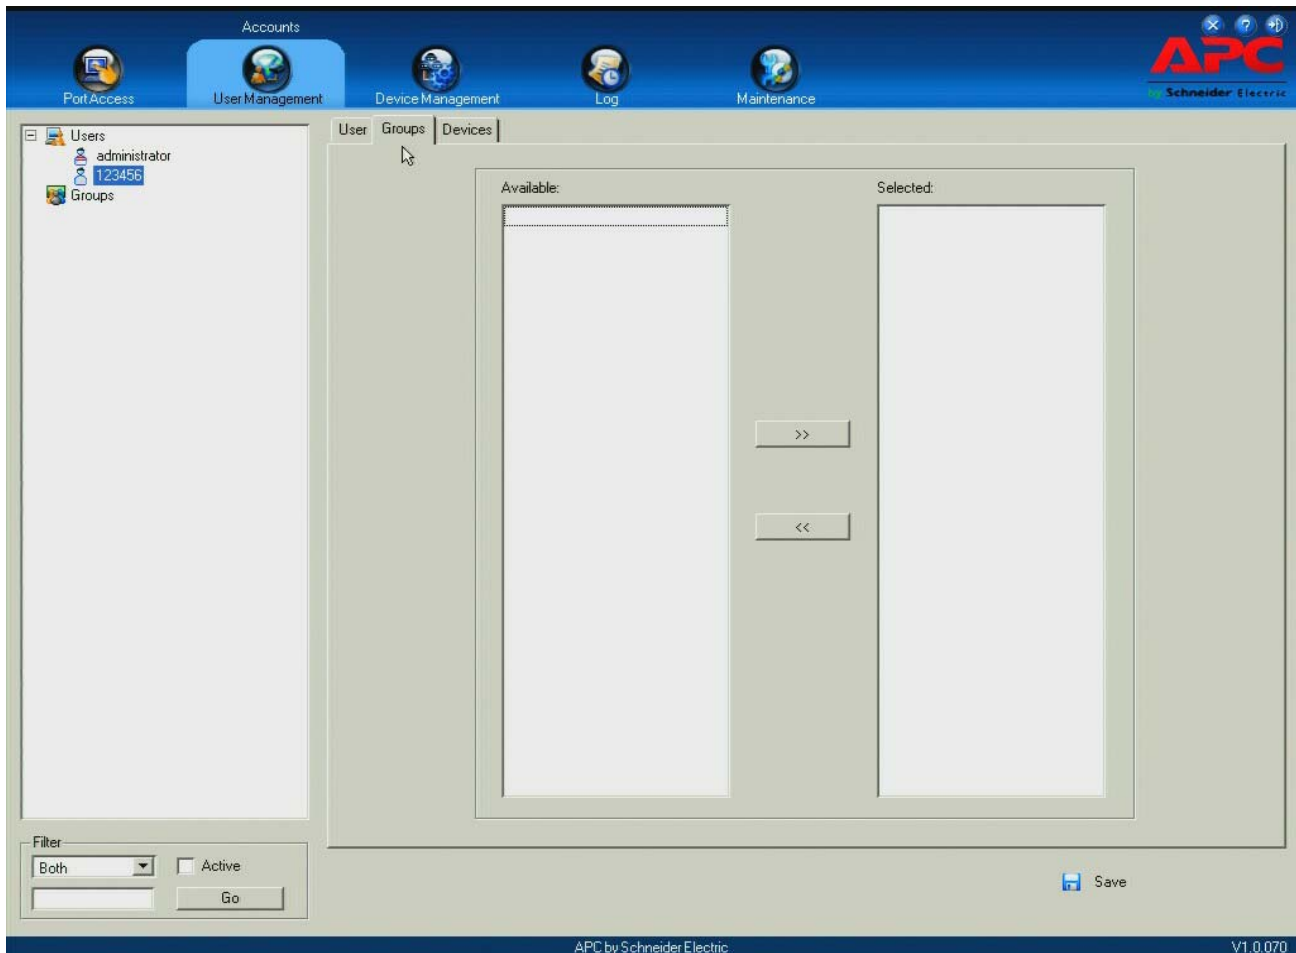 Accounts
Port Access
User Management
Device Management
Log
Maintenance
APC
by Schneider Electric
Users
administrator
123456
Groups
User
Groups
Devices
Available:
Selected:
>>
<<
Filter
Both
Active
Go
Save
APC by Schneider Electric
V1.0.070